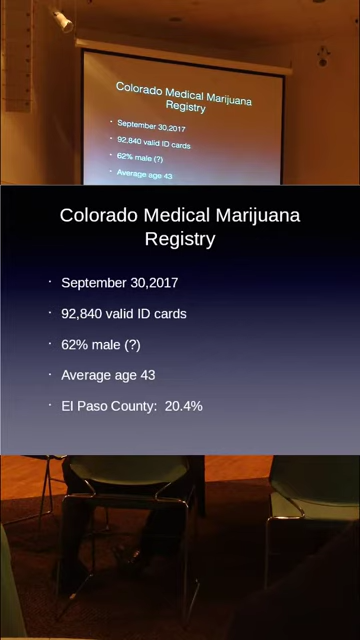 Colorado Medical Marijuana
Registry
· September 30,2017
· 92,840 valid ID cards
· 62% male (?)
· Average age 43
Colorado Medical Marijuana
Registry
· September 30,2017
· 92,840 valid ID cards
· 62% male (?)
· Average age 43
· El Paso County:  20.4%